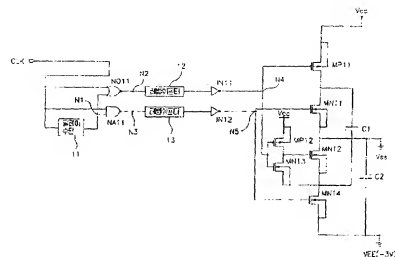 Vcc
CLK
NO11
N2
12
IN11
N4
MP11
N1
NA11
N3
13
IN12
N5
MN11
Vcc
MP12
C1
11
MN12
Vss
MN13
C2
MN14
VEE(-3V)